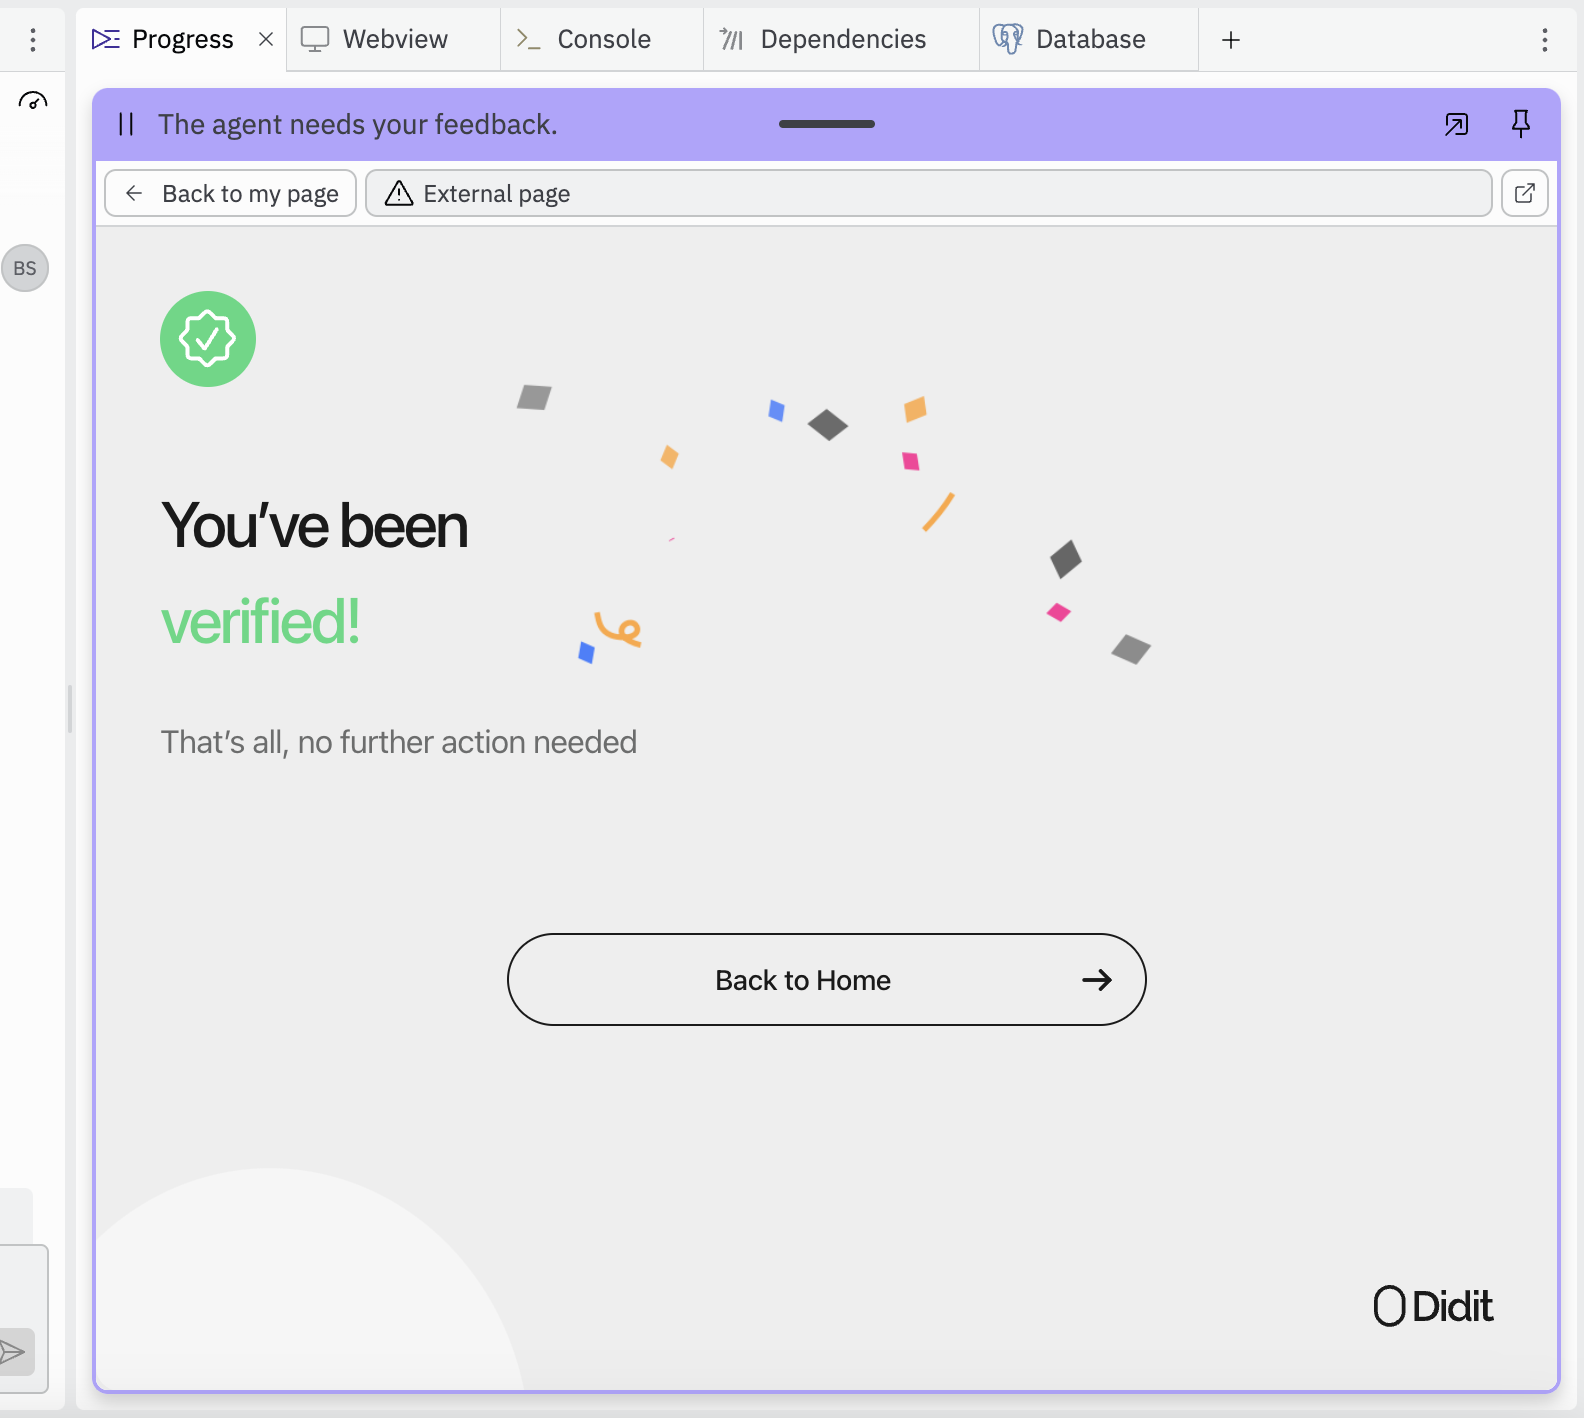 Progress
Webview
Console
Dependencies
Database
The agent needs your feedback.
Back to my page
External page
BS
You've been
verified!
That's all, no further action needed
Back to Home
Didit